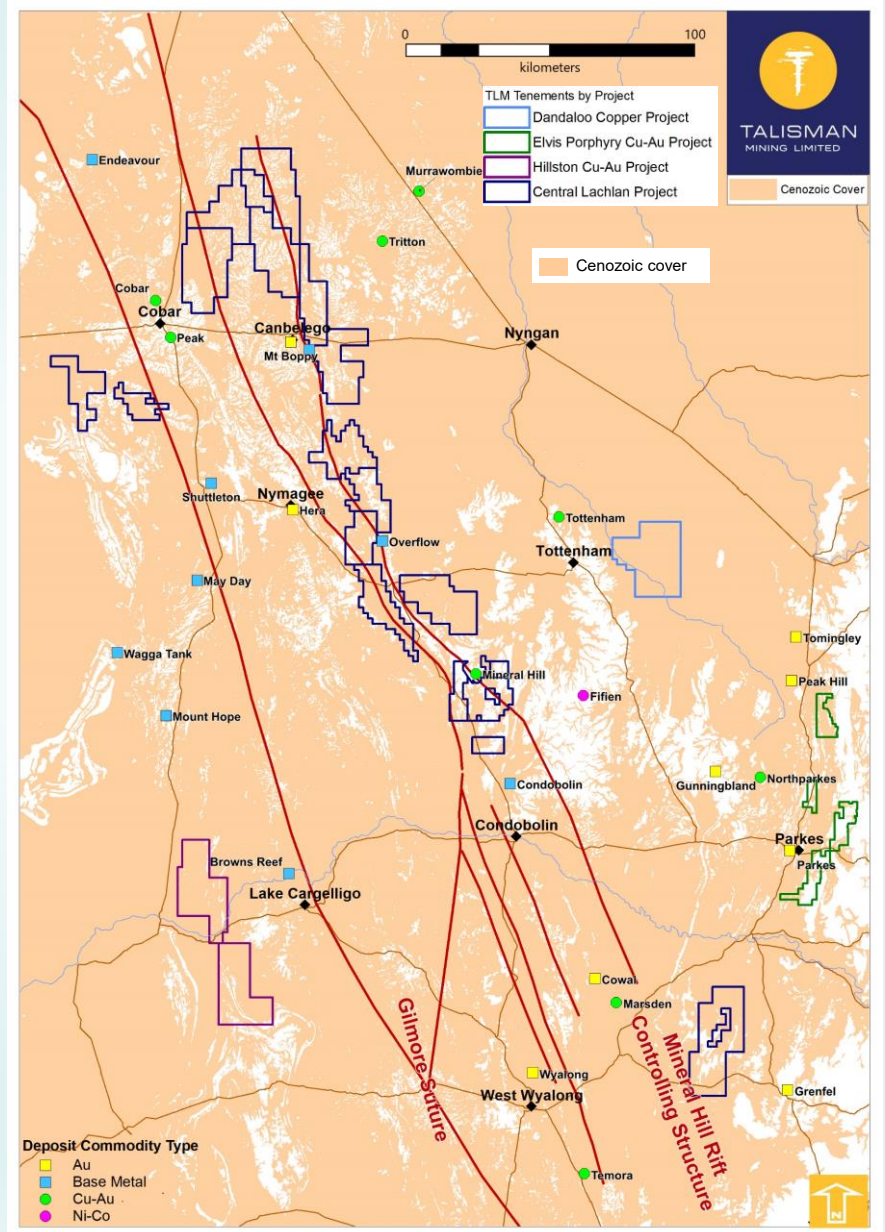 0
100
kilometers
TLM Tenements by Project
Dandaloo Copper Project
Elvis Porphyry Cu-Au Project
Hillston Cu-Au Project
Central Lachlan Project
TALISMAN
MINING LIMITED
Cenozoic Cover
Cenozoic cover
Endeavour
Murrawombie
Tritton
Cobar
Cobar
Peak
Canbelego
Mt Boppy
Nyngan
Shuttleton
Nymagee
Hera
Overflow
Tottenham
Tottenham
May Day
Wagga Tank
Mount Hope
Mineral Hill
Fifien
Tomingley
Peak Hill
Gunningbland
Northparkes
Condobolin
Condobolin
Parkes
Parkes
Browns Reef
Lake Cargelligo
Cowal
Marsden
Gilmore Suture
Mineral Hill Rift
Controlling Structure
Wyalong
West Wyalong
Grenfel
Temora
Deposit Commodity Type
Au
Base Metal
Cu-Au
Ni-Co
N